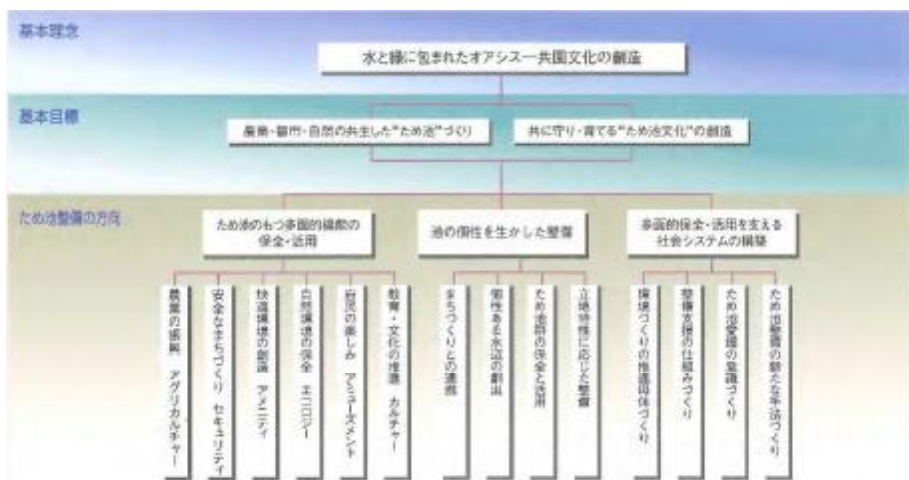 基本理念
水と緑に包まれたオアシス―共国文化の創造
基本目標
農業・都市・自然の共生した“ため池”づくり
共に守り・育てる“ため池文化”の創造
ため池整備の方向
ため池のもつ多面的機能の
保全・活用
池の個性を生かした整備
多面的保全・活用を支える
社会システムの構築
農業の振興 アグリカルチャー
安全なまちづくり セキュリティ
快適環境の創造 アメニティ
自然環境の保全 エコロジー
府民の楽しみ アミューズメント
教育・文化の推進 カルチャー
まちづくりとの連携
個性ある水辺の創出
ため池群の保全と活用
立地特性に応じた整備
環境づくりの推進母体づくり
整備支援の仕組みづくり
ため池愛護の意識づくり
ため池整備の新たな手法づくり